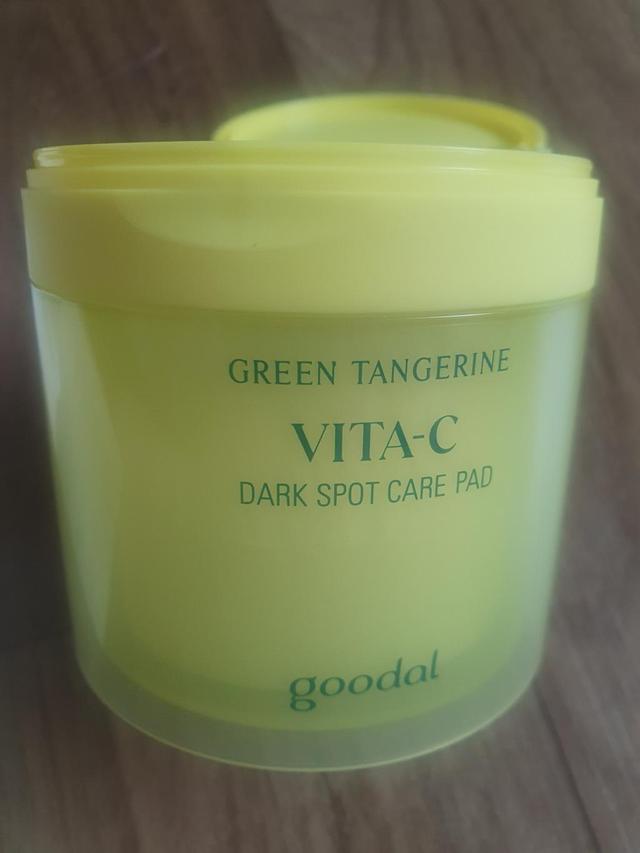 GREEN TANGERINE
VITA-C
DARK SPOT CARE PAD
goodal